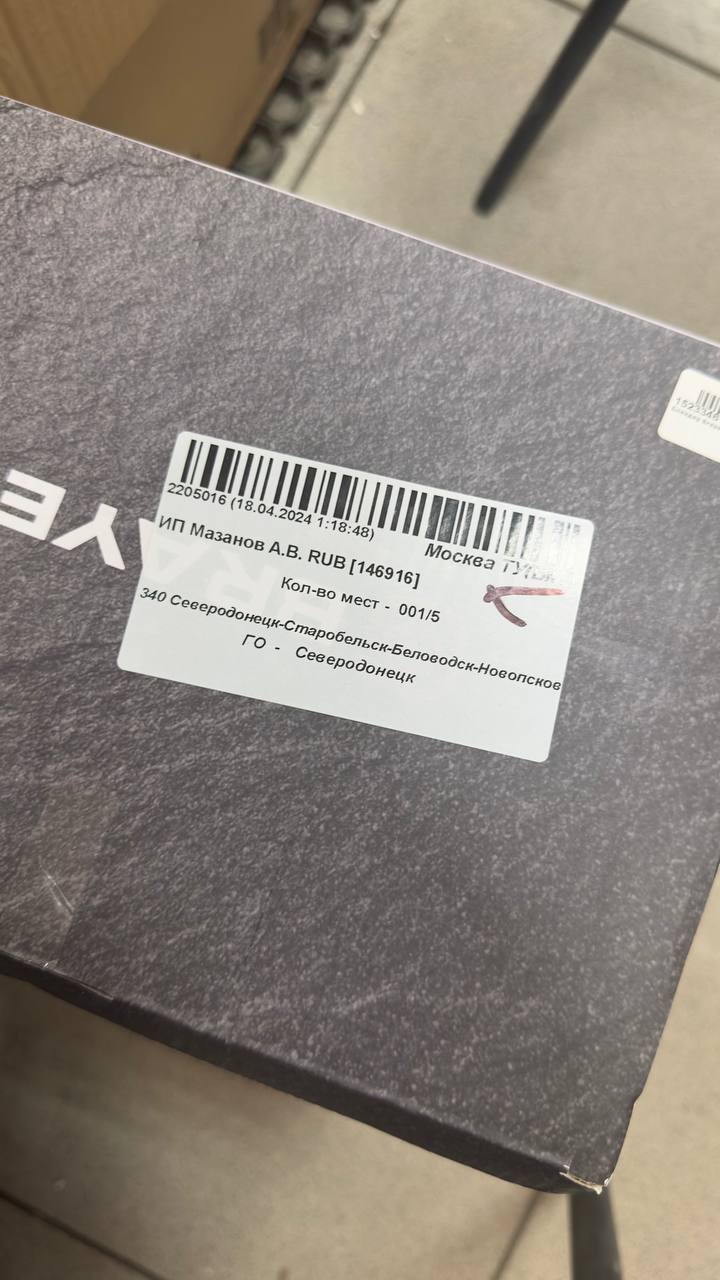 2205016 (18.04.2024 1:18:48)
Москва
ИП Мазанов А.В. RUB [146916]
Кол-во мест - 001/5
340 Северодонецк-Старобельск-Беловодск-Новопсков
ГО - Северодонецк
BRAYE